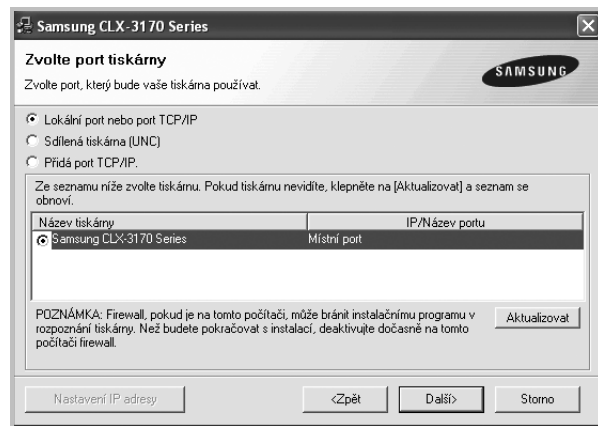 Samsung CLX-3170 Series
Zvolte port tiskárny
Zvolte port, který bude vaše tiskárna používat.
SAMSUNG
Lokální port nebo port TCP/IP
Sdílená tiskárna (UNC)
Přidá port TCP/IP.
Ze seznamu níže zvolte tiskárnu. Pokud tiskárnu nevidíte, klepněte na [Aktualizovat] a seznam se
obnoví.
Název tiskárny IP/Název portu
Samsung CLX-3170 Series Místní port
POZNÁMKA: Firewall, pokud je na tomto počítači, může bránit instalačnímu programu v
rozpoznání tiskárny. Než budete pokračovat s instalací, deaktivujte dočasně na tomto
počítači firewall.
Aktualizovat
Nastavení IP adresy <Zpět Další> Storno